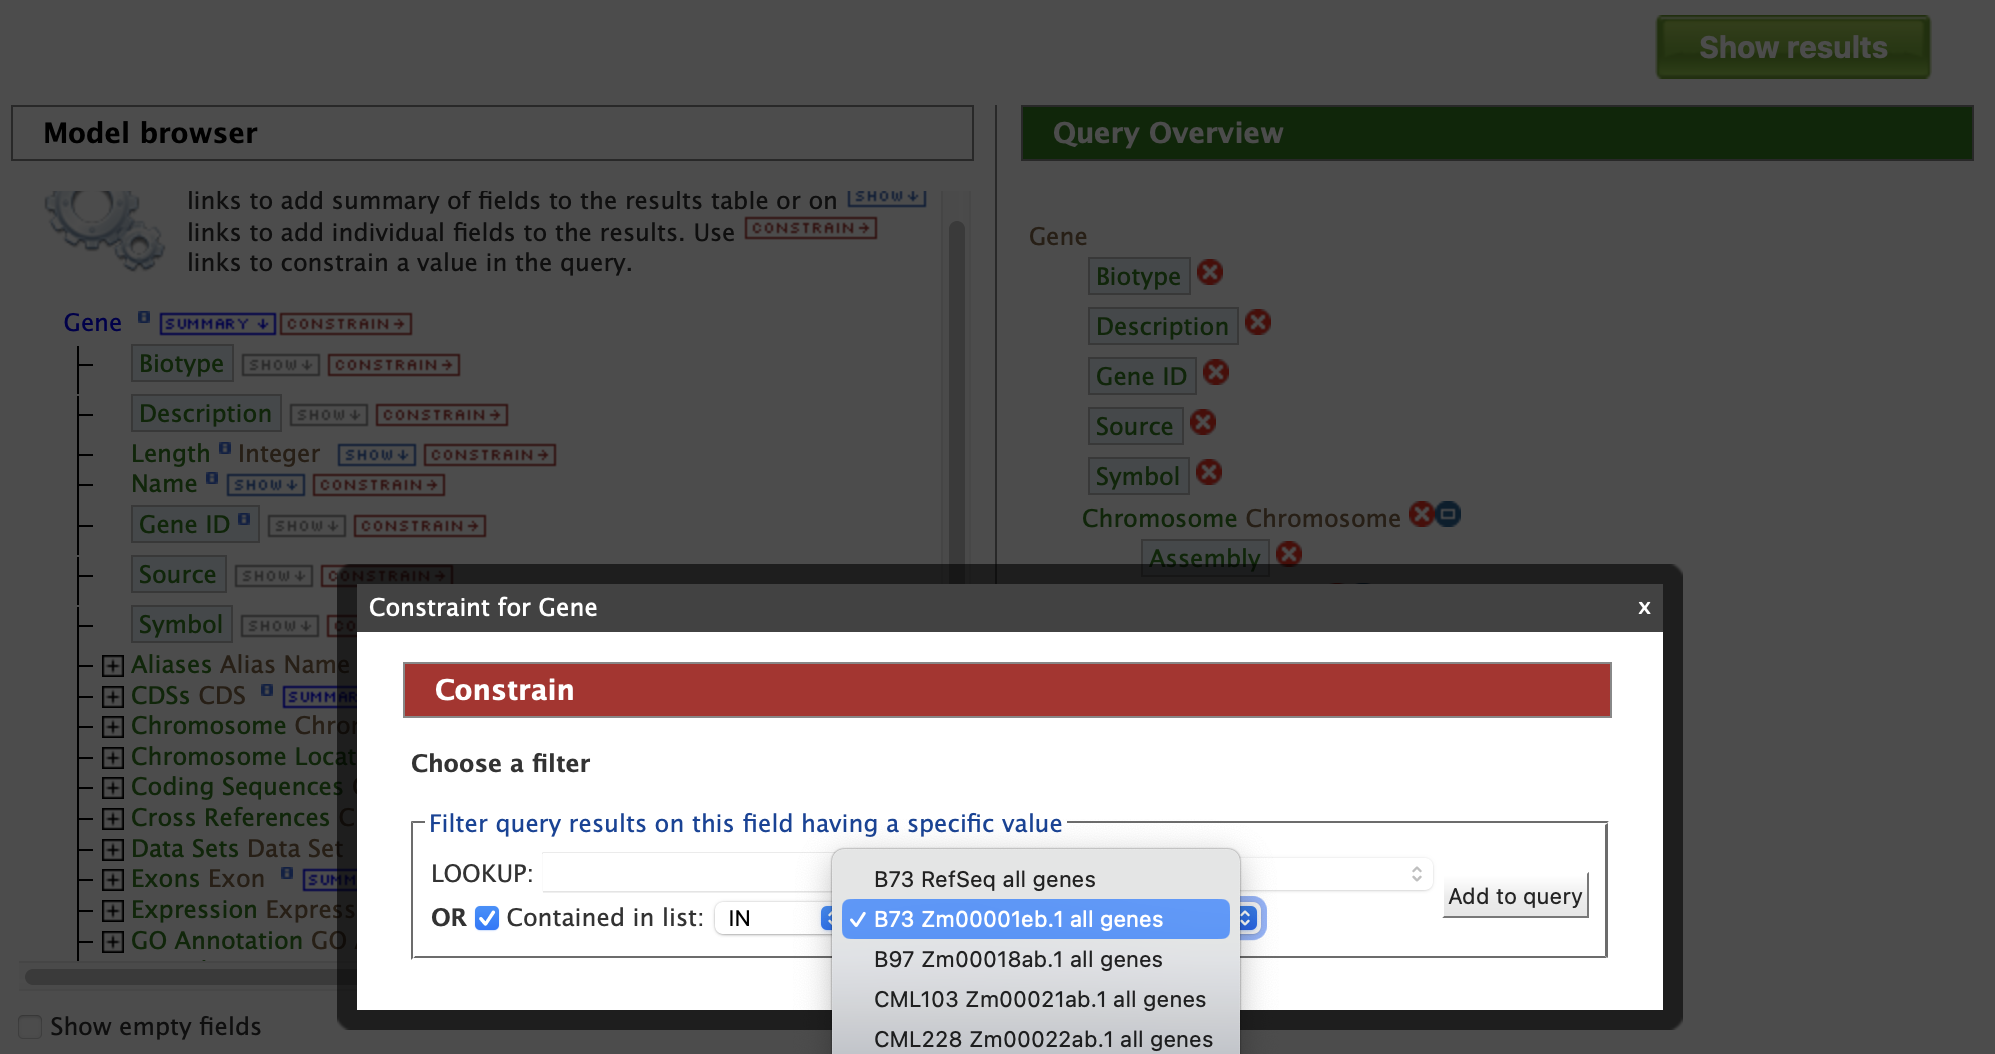 Show results
Model browser
links to add summary of fields to the results table or on SHOW↓
links to add individual fields to the results. Use CONSTRAIN→
links to constrain a value in the query.
Gene SUMMARY ↓ CONSTRAIN→
Biotype SHOW↓ CONSTRAIN→
Description SHOW↓ CONSTRAIN→
Length Integer SHOW↓ CONSTRAIN→
Name SHOW↓ CONSTRAIN→
Gene ID SHOW↓ CONSTRAIN→
Source SHOW↓ CONSTRAIN→
Symbol SHOW↓ CO
Aliases Alias Name
CDSs CDS SUMMAR
Chromosome Chro
Chromosome Locat
Coding Sequences
Cross References
Data Sets Data Set
Exons Exon SUMM
Expression Express
GO Annotation GO
Show empty fields
Query Overview
Gene
Biotype
Description
Gene ID
Source
Symbol
Chromosome Chromosome
Assembly
Constraint for Gene x
Constrain
Choose a filter
Filter query results on this field having a specific value
LOOKUP:
OR Contained in list: IN
Add to query
B73 RefSeq all genes
✓ B73 Zm00001eb.1 all genes
B97 Zm00018ab.1 all genes
CML103 Zm00021ab.1 all genes
CML228 Zm00022ab.1 all genes